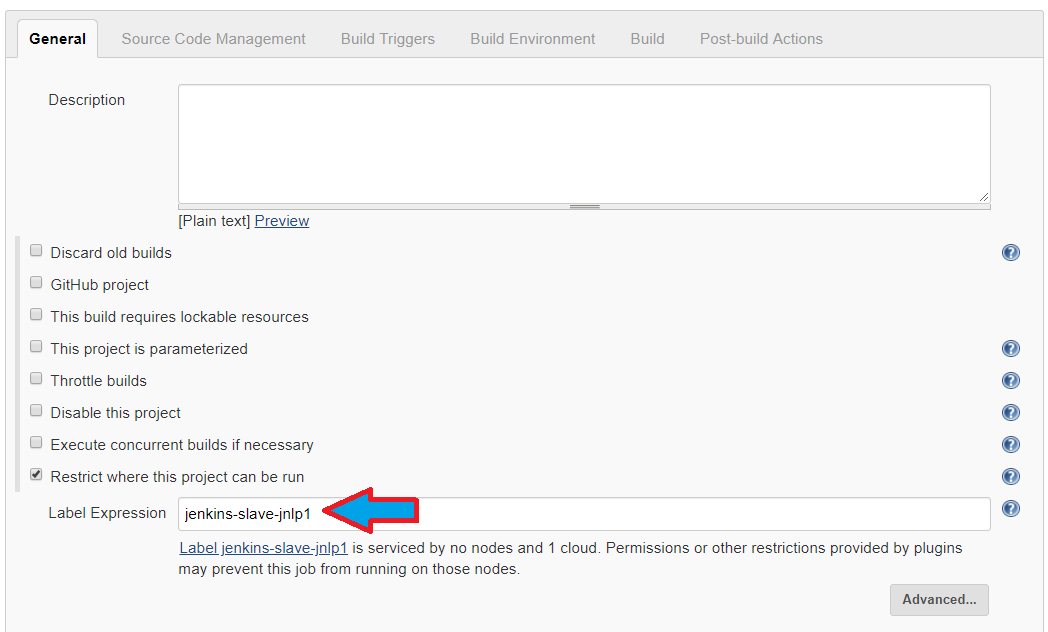 General Source Code Management Build Triggers Build Environment Build Post-build Actions
Description
[Plain text] Preview
Discard old builds ?
GitHub project
This build requires lockable resources
This project is parameterized ?
Throttle builds ?
Disable this project ?
Execute concurrent builds if necessary ?
Restrict where this project can be run ?
Label Expression jenkins-slave-jnlp1 ?
Label jenkins-slave-jnlp1 is serviced by no nodes and 1 cloud. Permissions or other restrictions provided by plugins
may prevent this job from running on those nodes.
Advanced...